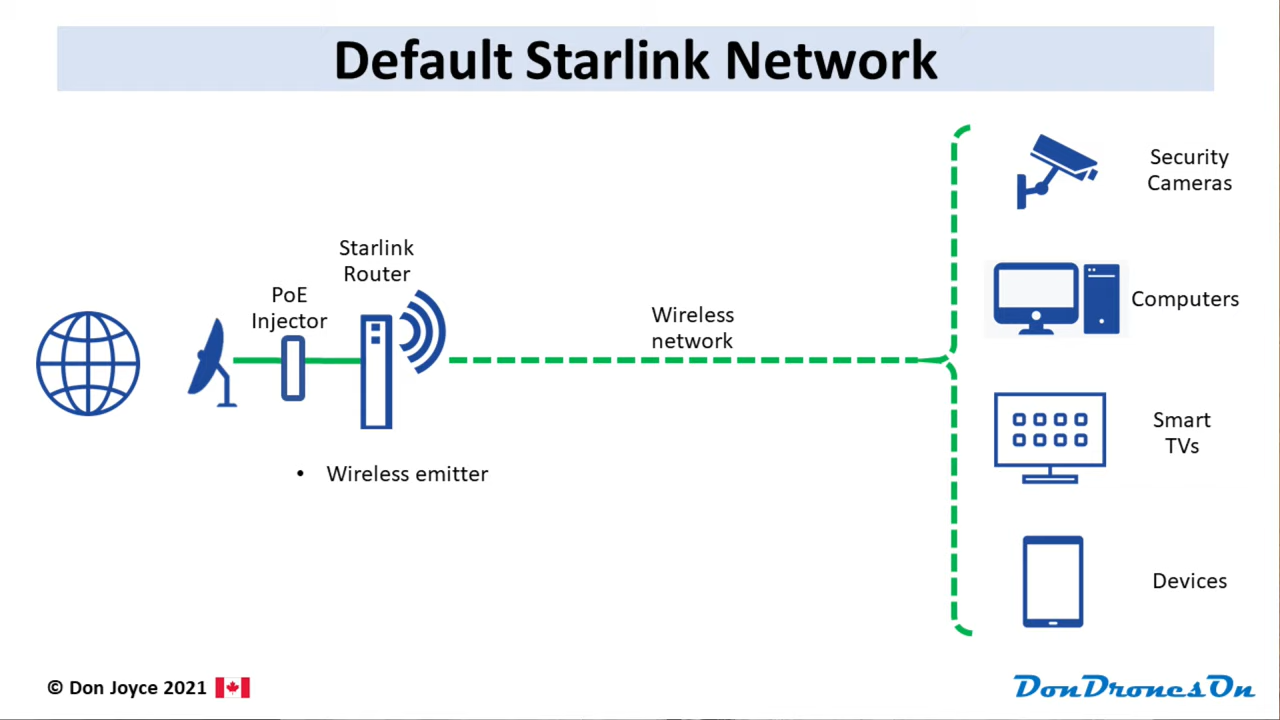 Default Starlink Network
Security
Cameras
Starlink
Router
PoE
Injector
Computers
Wireless
network
Smart
TVs
• Wireless emitter
Devices
© Don Joyce 2021
DonDronesOn